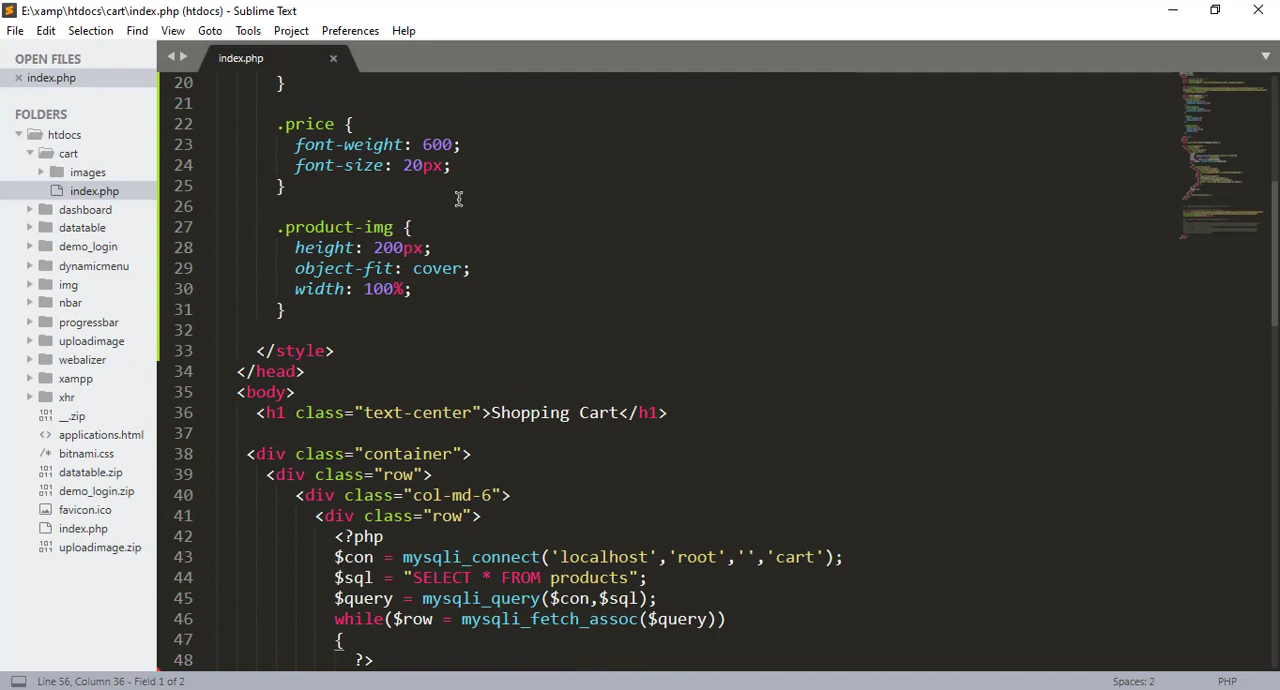 E:\xamp\htdocs\cart\index.php (htdocs) - Sublime Text
File Edit Selection Find View Goto Tools Project Preferences Help
OPEN FILES
index.php
FOLDERS
htdocs
cart
images
index.php
dashboard
datatable
demo_login
dynamicmenu
img
nbar
progressbar
uploadimage
webalizer
xampp
xhr
__.zip
applications.html
bitnami.css
datatable.zip
demo_login.zip
favicon.ico
index.php
uploadimage.zip
index.php
20 }
21
22 .price {
23 font-weight: 600;
24 font-size: 20px;
25 }
26
27 .product-img {
28 height: 200px;
29 object-fit: cover;
30 width: 100%;
31 }
32
33 </style>
34 </head>
35 <body>
36 <h1 class="text-center">Shopping Cart</h1>
37
38 <div class="container">
39 <div class="row">
40 <div class="col-md-6">
41 <div class="row">
42 <?php
43 $con = mysqli_connect('localhost','root','','cart');
44 $sql = "SELECT * FROM products";
45 $query = mysqli_query($con,$sql);
46 while($row = mysqli_fetch_assoc($query))
47 {
48 ?>
Line 56, Column 36 - Field 1 of 2
Spaces: 2
PHP